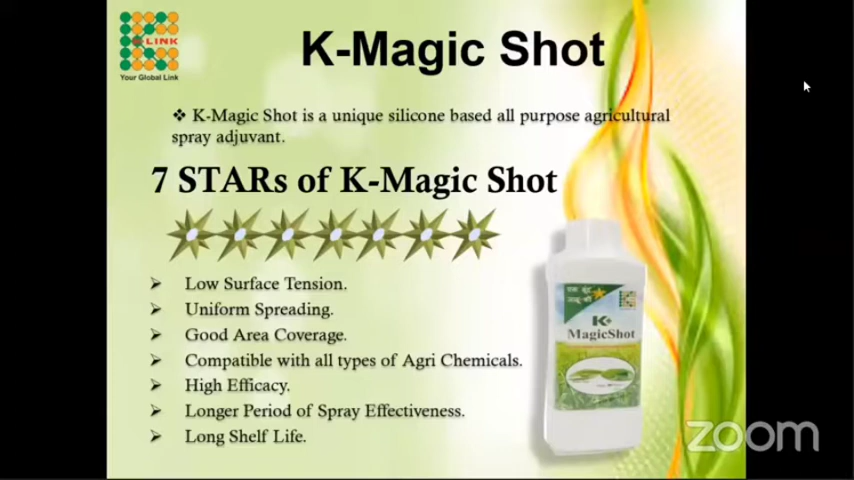 K-LINK
Your Global Link
K-Magic Shot
❖ K-Magic Shot is a unique silicone based all purpose agricultural
spray adjuvant.
7 STARs of K-Magic Shot
➢ Low Surface Tension.
➢ Uniform Spreading.
➢ Good Area Coverage.
➢ Compatible with all types of Agri Chemicals.
➢ High Efficacy.
➢ Longer Period of Spray Effectiveness.
➢ Long Shelf Life.
एक बूंद
जादू की
K+
MagicShot
zoom